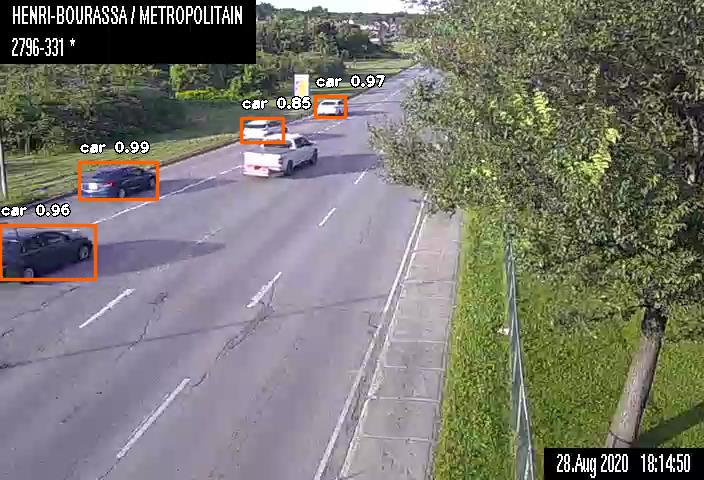 HENRI-BOURASSA / METROPOLITAIN
2796-331 *
car 0.97
car 0.85
car 0.99
car 0.96
28.Aug 2020 18:14:50